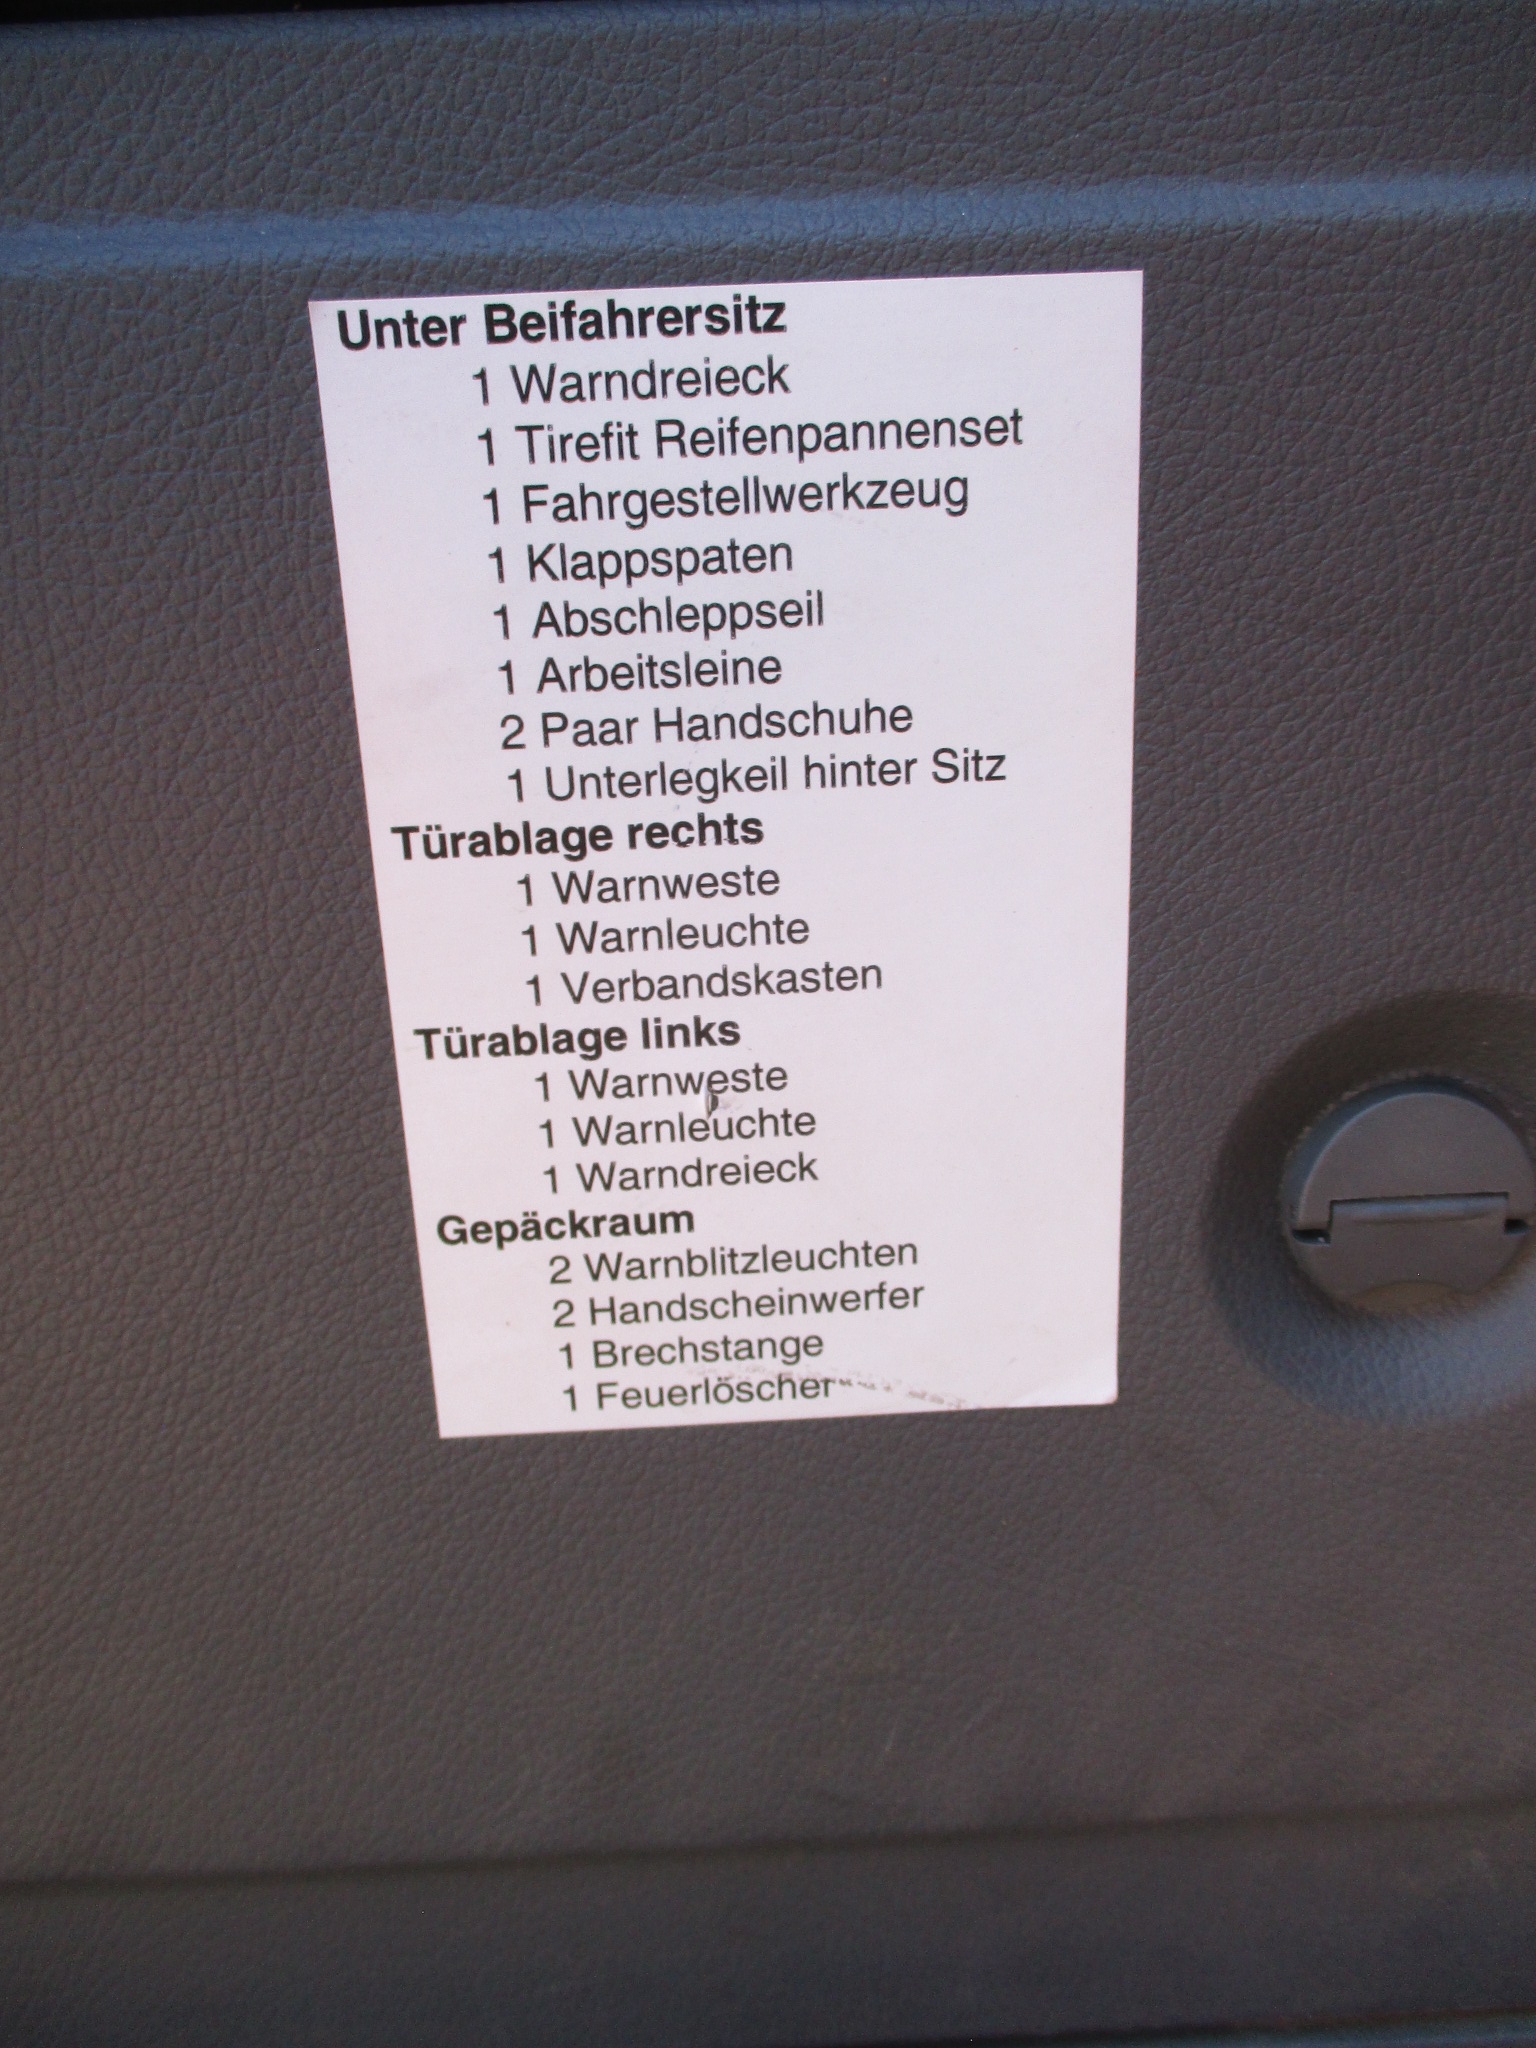 Unter Beifahrersitz
1 Warndreieck
1 Tirefit Reifenpannenset
1 Fahrgestellwerkzeug
1 Klappspaten
1 Abschleppseil
1 Arbeitsleine
2 Paar Handschuhe
1 Unterlegkeil hinter Sitz
Türablage rechts
1 Warnweste
1 Warnleuchte
1 Verbandskasten
Türablage links
1 Warnweste
1 Warnleuchte
1 Warndreieck
Gepäckraum
2 Warnblitzleuchten
2 Handscheinwerfer
1 Brechstange
1 Feuerlöscher